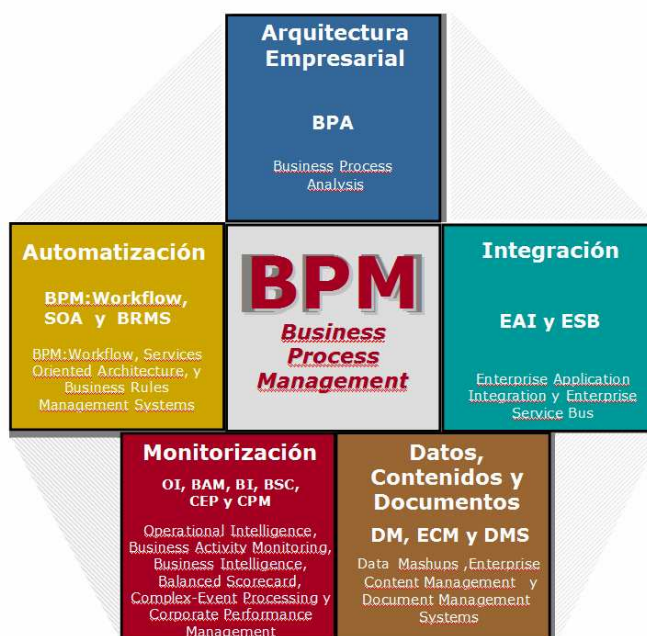 Arquitectura
Empresarial
BPA
Business Process
Analysis
Automatización
BPM:Workflow,
SOA y BRMS
BPM:Workflow, Services
Oriented Architecture, y
Business Rules
Management Systems
BPM
Business
Process
Management
Integración
EAI y ESB
Enterprise Application
Integration y Enterprise
Service Bus
Monitorización
OI, BAM, BI, BSC,
CEP y CPM
Operational Intelligence,
Business Activity Monitoring,
Business Intelligence,
Balanced Scorecard,
Complex-Event Processing y
Corporate Performance
Management
Datos,
Contenidos y
Documentos
DM, ECM y DMS
Data Mashups ,Enterprise
Content Management y
Document Management
Systems